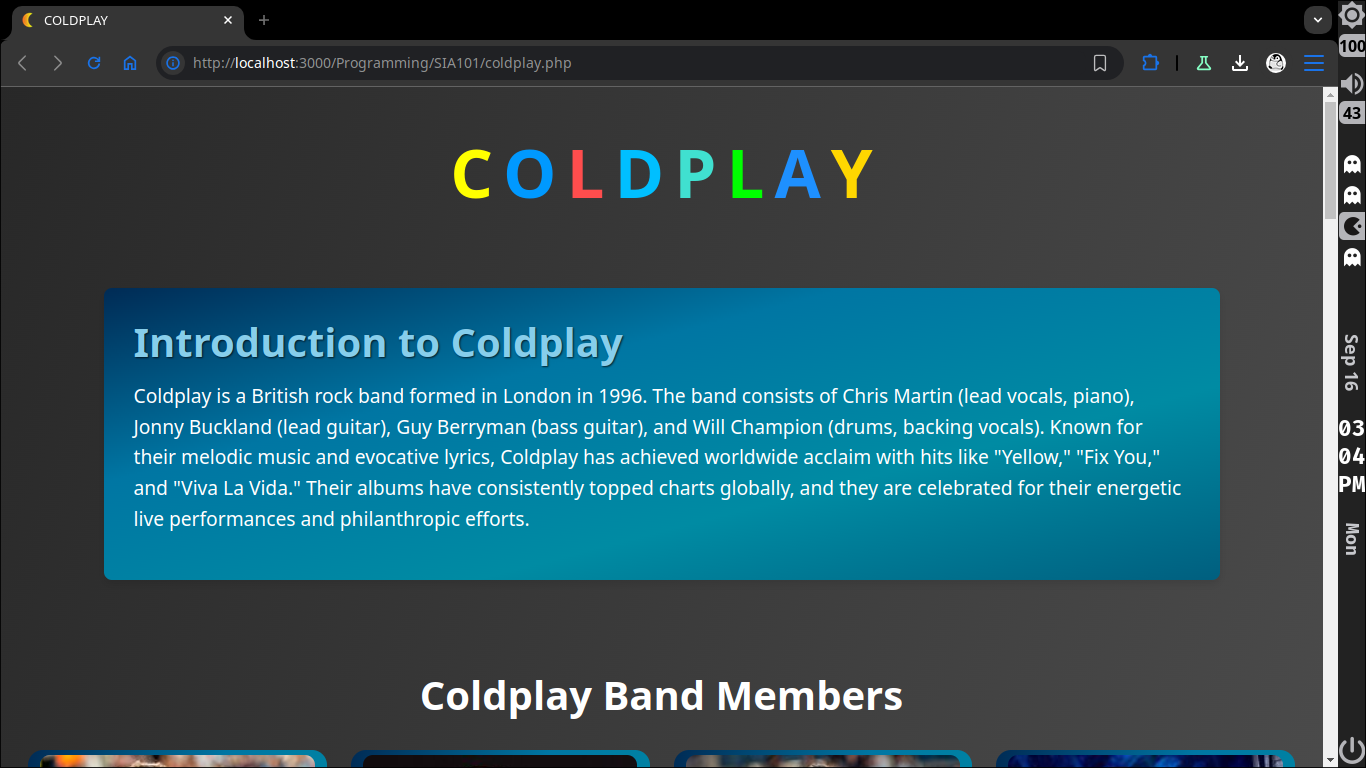 COLDPLAY
http://localhost:3000/Programming/SIA101/coldplay.php
100
43
Sep 16
03
04
PM
Mon
COLDPLAY
Introduction to Coldplay
Coldplay is a British rock band formed in London in 1996. The band consists of Chris Martin (lead vocals, piano),
Jonny Buckland (lead guitar), Guy Berryman (bass guitar), and Will Champion (drums, backing vocals). Known for
their melodic music and evocative lyrics, Coldplay has achieved worldwide acclaim with hits like "Yellow," "Fix You,"
and "Viva La Vida." Their albums have consistently topped charts globally, and they are celebrated for their energetic
live performances and philanthropic efforts.
Coldplay Band Members